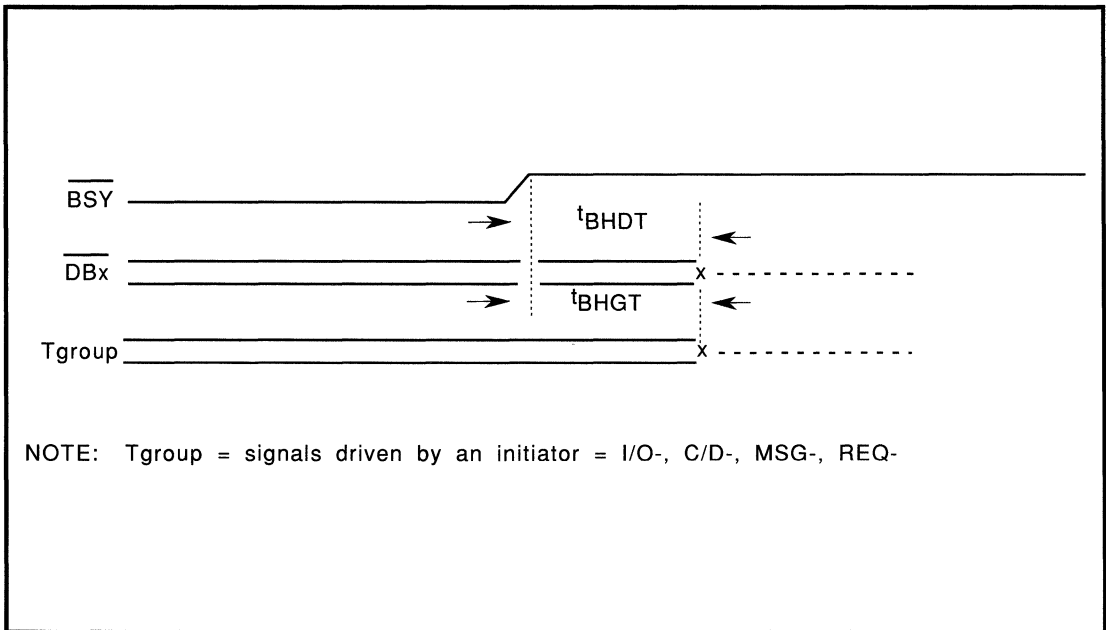 BSY
tBHDT
DBx
x
tBHGT
Tgroup
x
NOTE: Tgroup = signals driven by an initiator = I/O-, C/D-, MSG-, REQ-